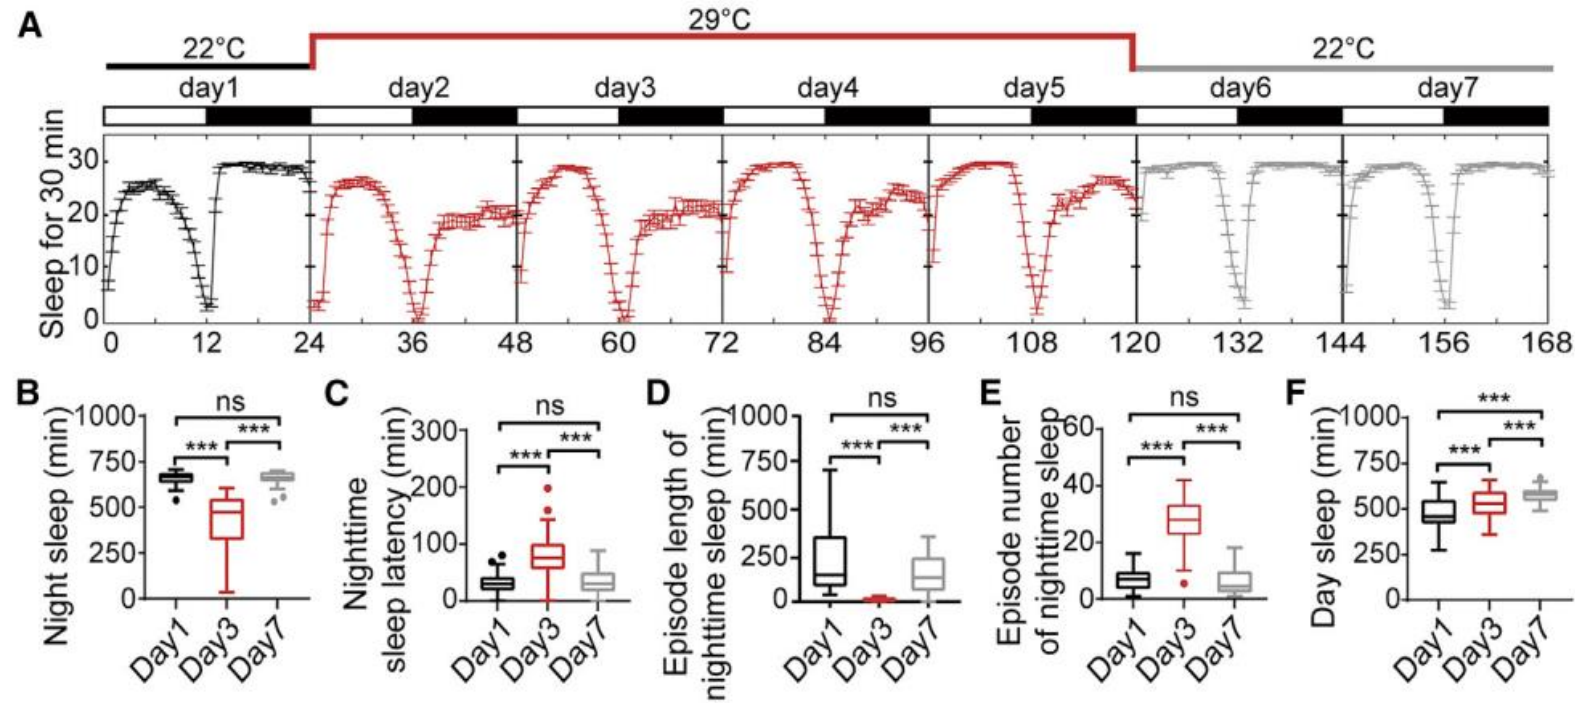 A
29°C
22°C
22°C
day1 day2 day3 day4 day5 day6 day7
Sleep for 30 min
30
20
10
0
0 12 24 36 48 60 72 84 96 108 120 132 144 156 168
B
Night sleep (min)
1000
750
500
250
0
ns
*** ***
Day1 Day3 Day7
C
Nighttime
sleep latency (min)
300
200
100
0
ns
***
***
Day1 Day3 Day7
D
Episode length of
nighttime sleep (min)
1000
750
500
250
0
ns
*** ***
Day1 Day3 Day7
E
Episode number
of nighttime sleep
60
40
20
0
ns
*** ***
Day1 Day3 Day7
F
Day sleep (min)
1000
750
500
250
0
***
***
***
Day1 Day3 Day7